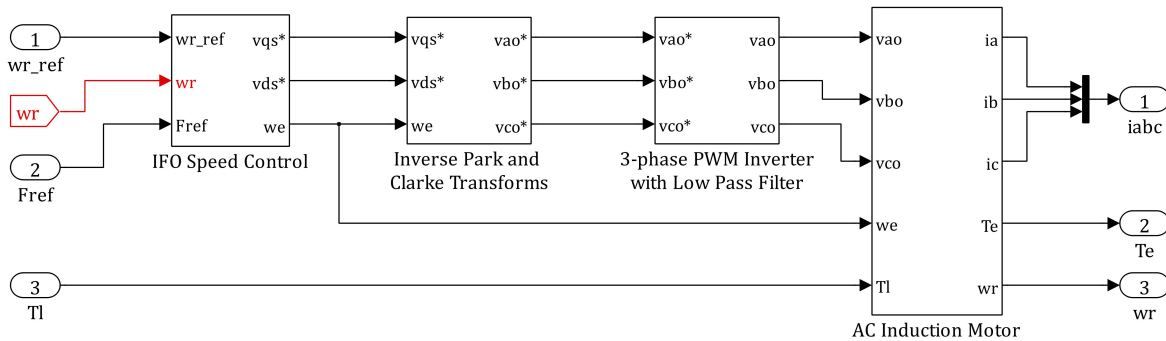 1
wr_ref
wr
2
Fref
3
Tl
wr_ref
wr
Fref
vqs*
vds*
we
IFO Speed Control
vqs*
vds*
we
vao*
vbo*
vco*
Inverse Park and
Clarke Transforms
vao*
vbo*
vco*
vao
vbo
vco
3-phase PWM Inverter
with Low Pass Filter
vao
vbo
vco
we
Tl
ia
ib
ic
Te
wr
AC Induction Motor
1
iabc
2
Te
3
wr